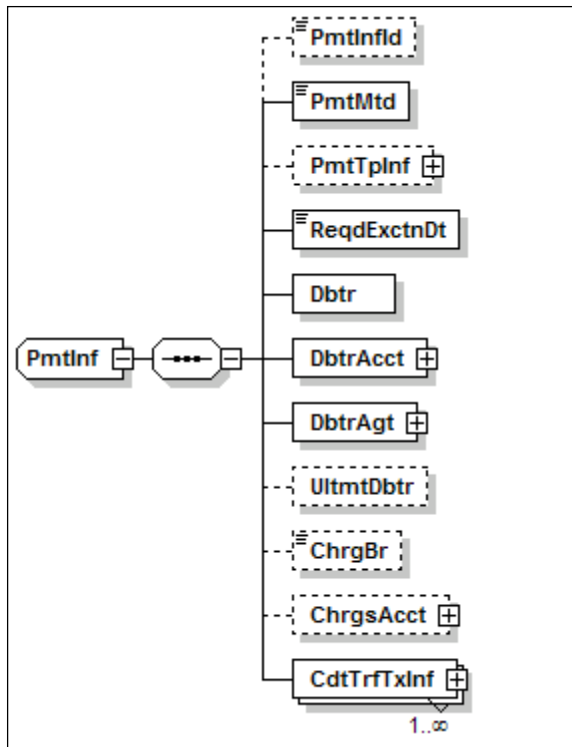 PmtInfId
PmtMtd
PmtTpInf
ReqdExctnDt
Dbtr
PmtInf
DbtrAcct
DbtrAgt
UltmtDbtr
ChrgBr
ChrgsAcct
CdtTrfTxInf
1..∞